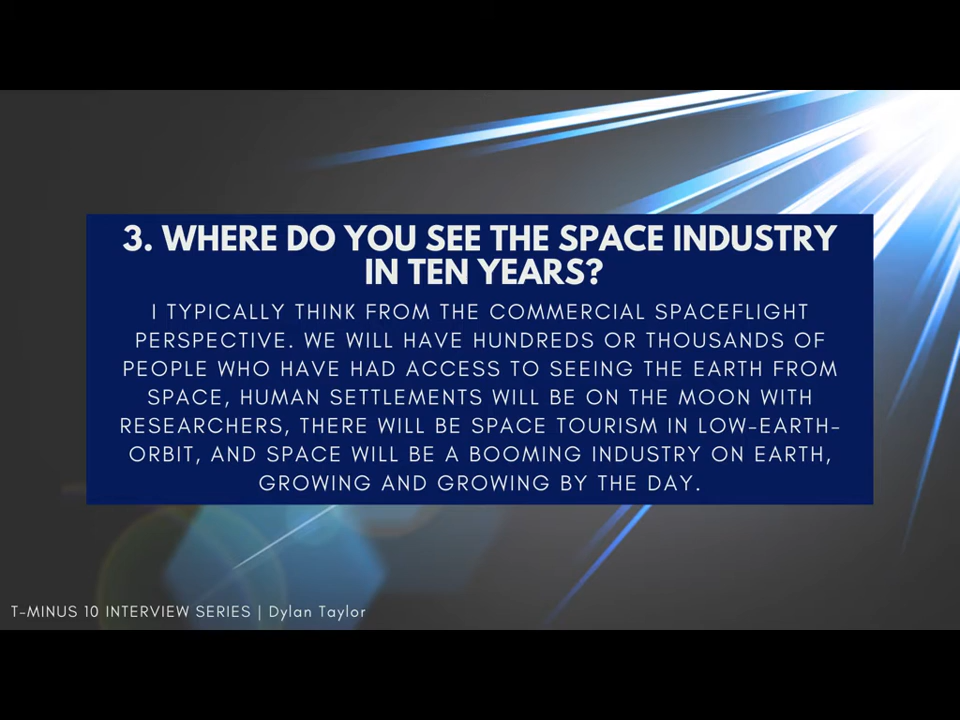 3. WHERE DO YOU SEE THE SPACE INDUSTRY
IN TEN YEARS?
I TYPICALLY THINK FROM THE COMMERCIAL SPACEFLIGHT
PERSPECTIVE. WE WILL HAVE HUNDREDS OR THOUSANDS OF
PEOPLE WHO HAVE HAD ACCESS TO SEEING THE EARTH FROM
SPACE, HUMAN SETTLEMENTS WILL BE ON THE MOON WITH
RESEARCHERS, THERE WILL BE SPACE TOURISM IN LOW-EARTH-
ORBIT, AND SPACE WILL BE A BOOMING INDUSTRY ON EARTH,
GROWING AND GROWING BY THE DAY.
T-MINUS 10 INTERVIEW SERIES | Dylan Taylor